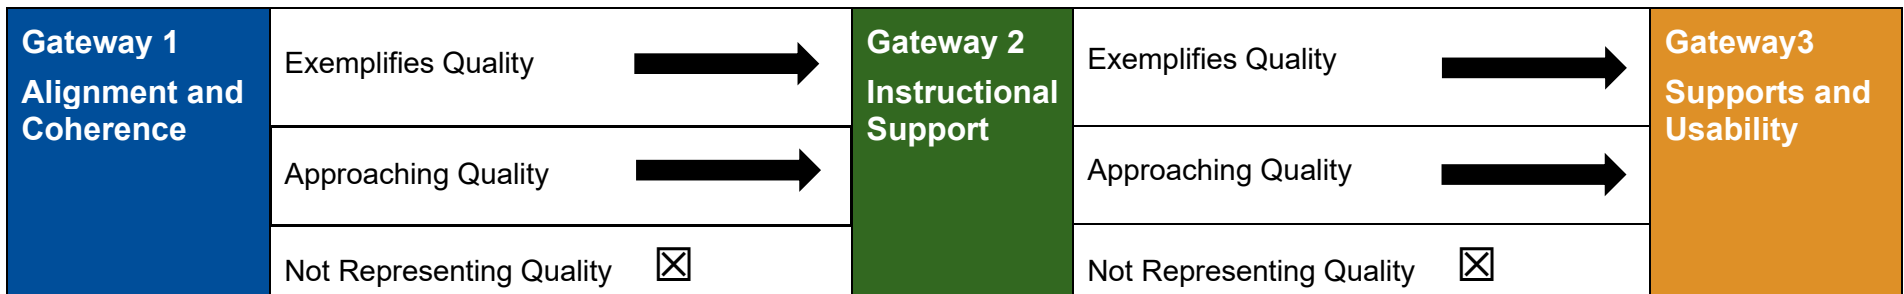 Gateway 1
Alignment and
Coherence
Exemplifies Quality
Approaching Quality
Not Representing Quality ☒
Gateway 2
Instructional
Support
Exemplifies Quality
Approaching Quality
Not Representing Quality ☒
Gateway3
Supports and
Usability